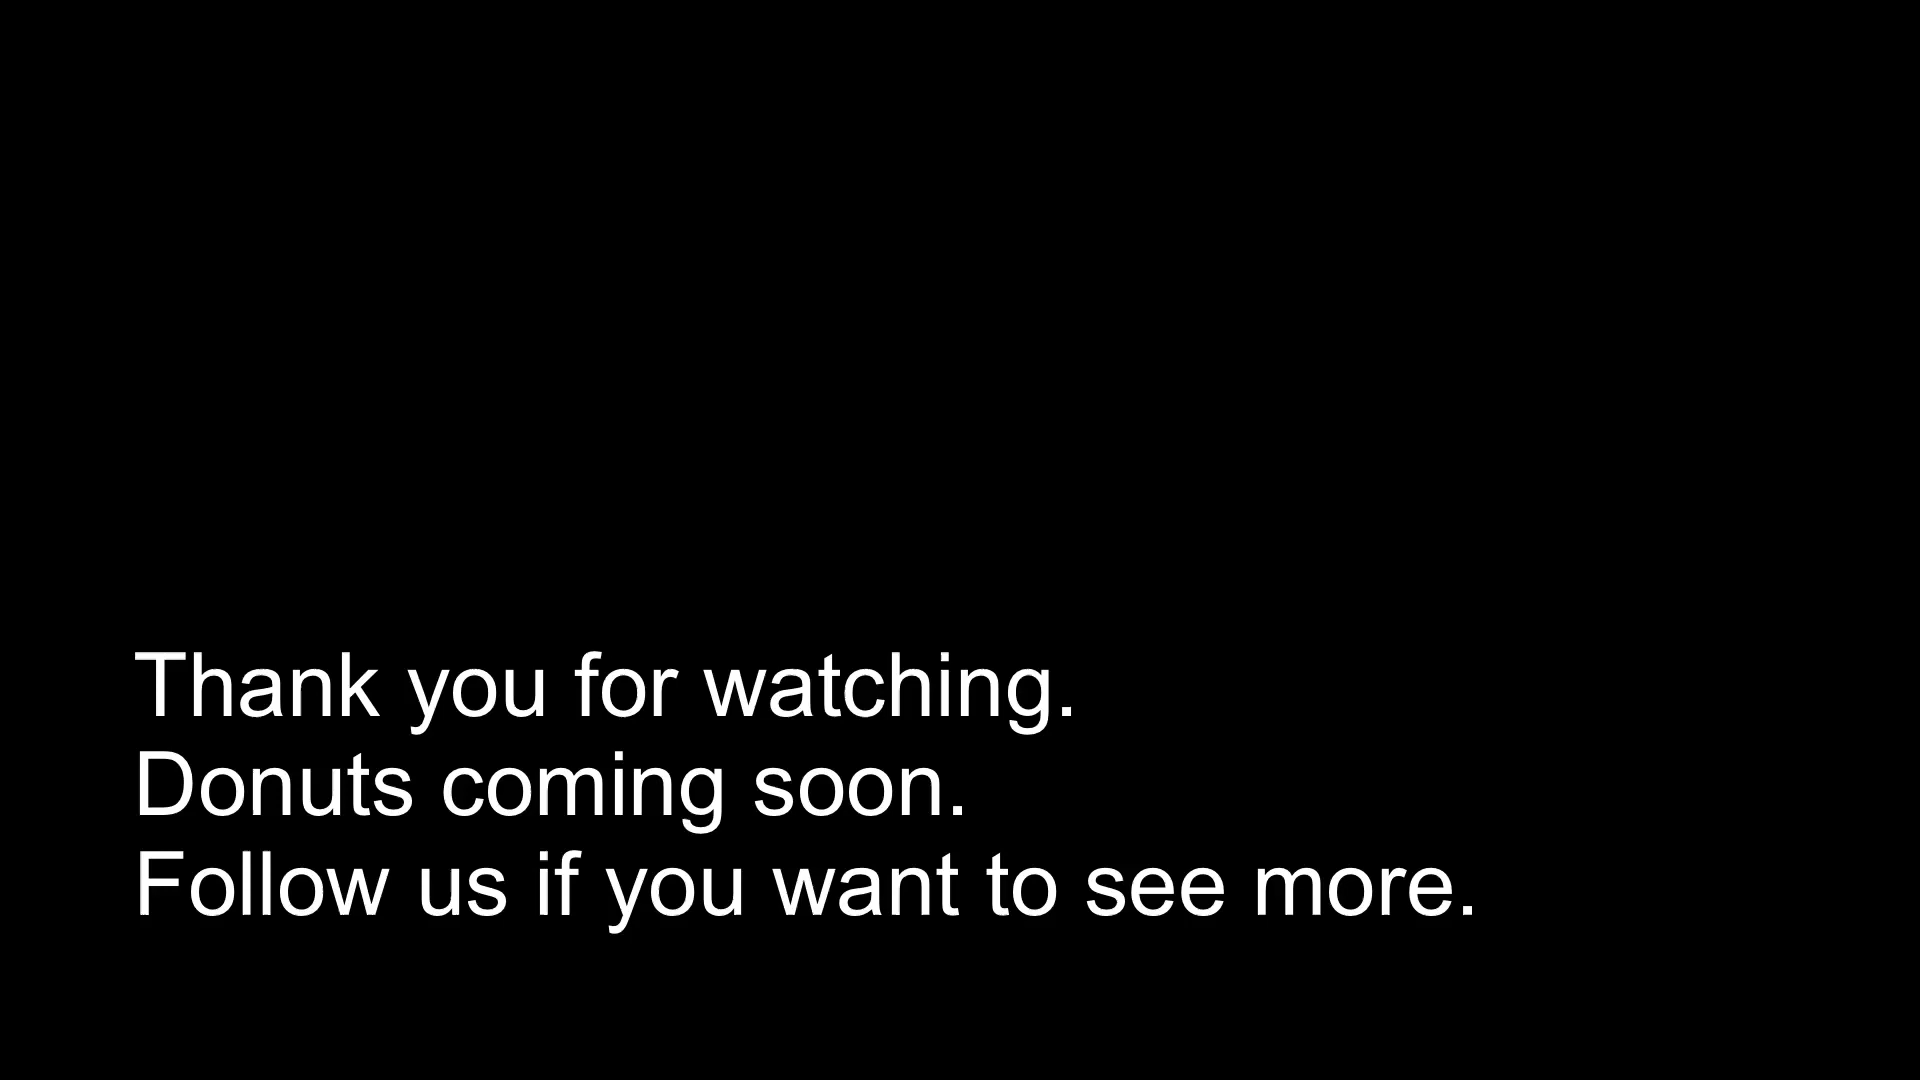 Thank you for watching.
Donuts coming soon.
Follow us if you want to see more.